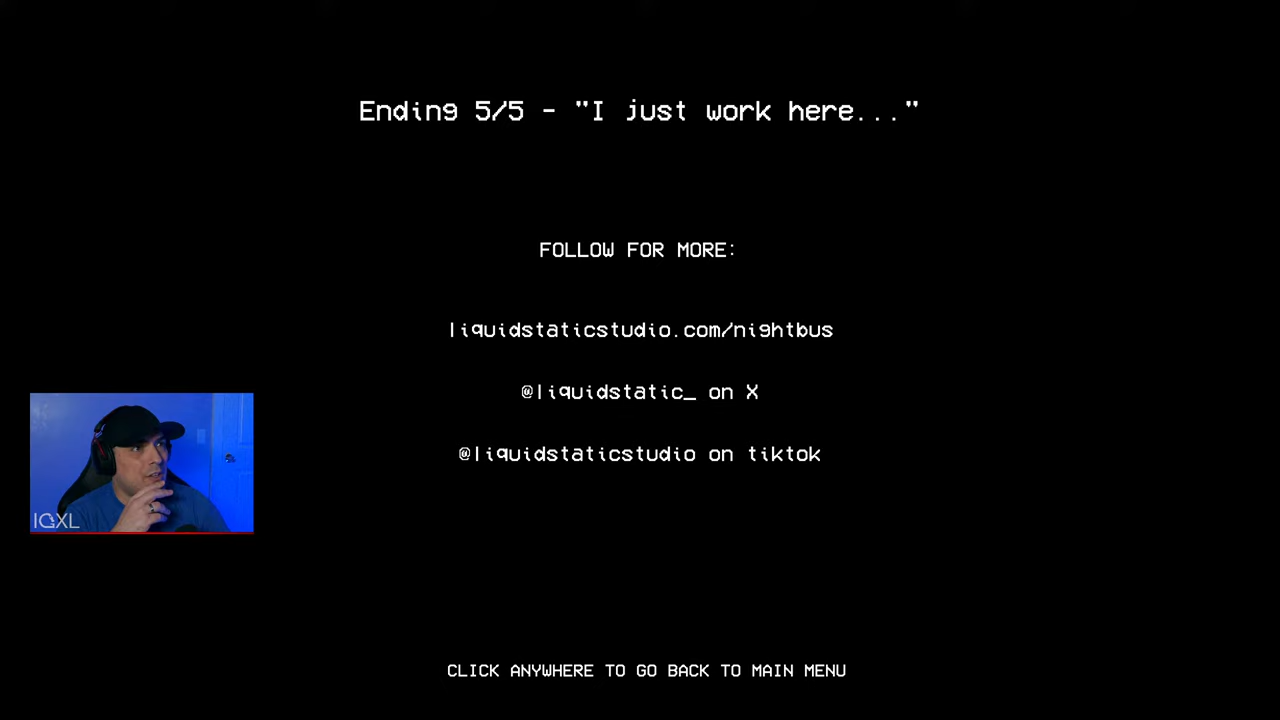 Ending 5/5 - "I just work here..."
FOLLOW FOR MORE:
liquidstaticstudio.com/nightbus
@liquidstatic_ on X
@liquidstaticstudio on tiktok
IGXL
CLICK ANYWHERE TO GO BACK TO MAIN MENU